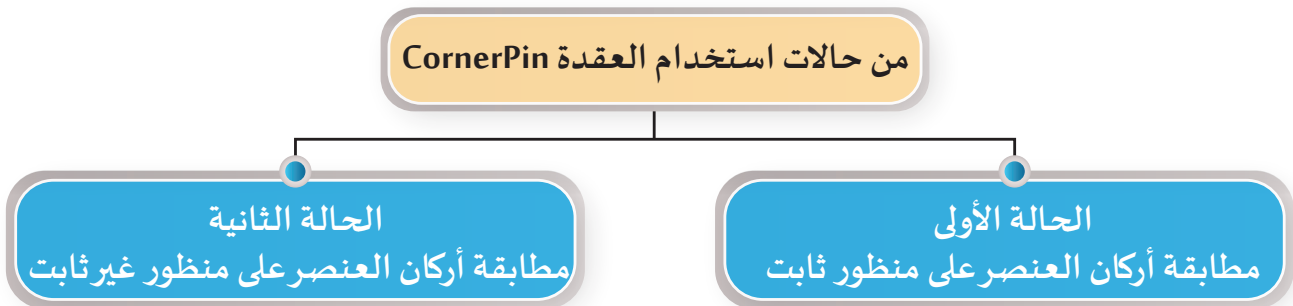 من حالات استخدام العقدة CornerPin
الحالة الأولى
مطابقة أركان العنصر على منظور ثابت
الحالة الثانية
مطابقة أركان العنصر على منظور غير ثابت